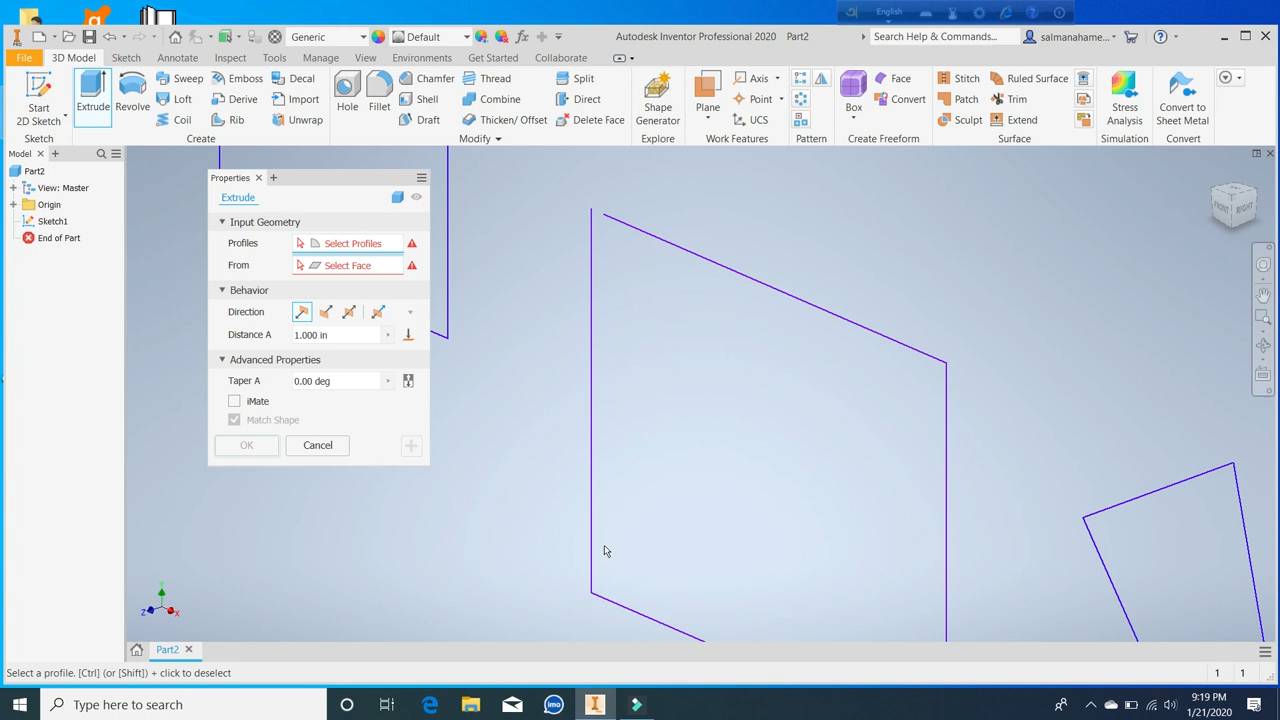 English
Generic
Default
Autodesk Inventor Professional 2020 Part2
Search Help & Commands...
salmanahame...
File
3D Model
Sketch
Annotate
Inspect
Tools
Manage
View
Environments
Get Started
Collaborate
Start
2D Sketch
Extrude
Revolve
Sweep
Loft
Coil
Emboss
Derive
Rib
Decal
Import
Unwrap
Hole
Fillet
Chamfer
Shell
Draft
Thread
Combine
Thicken/ Offset
Split
Direct
Delete Face
Shape
Generator
Plane
Axis
Point
UCS
Box
Face
Convert
Stitch
Patch
Sculpt
Ruled Surface
Trim
Extend
Stress
Analysis
Convert to
Sheet Metal
Sketch
Create
Modify
Explore
Work Features
Pattern
Create Freeform
Surface
Simulation
Convert
Model
Part2
View: Master
Origin
Sketch1
End of Part
Properties
Extrude
Input Geometry
Profiles Select Profiles
From Select Face
Behavior
Direction
Distance A 1.000 in
Advanced Properties
Taper A 0.00 deg
iMate
Match Shape
OK Cancel
FRONT
RIGHT
Y
Z
X
Part2
Select a profile. [Ctrl] (or [Shift]) + click to deselect
1 1
Type here to search
imo
9:19 PM
1/21/2020